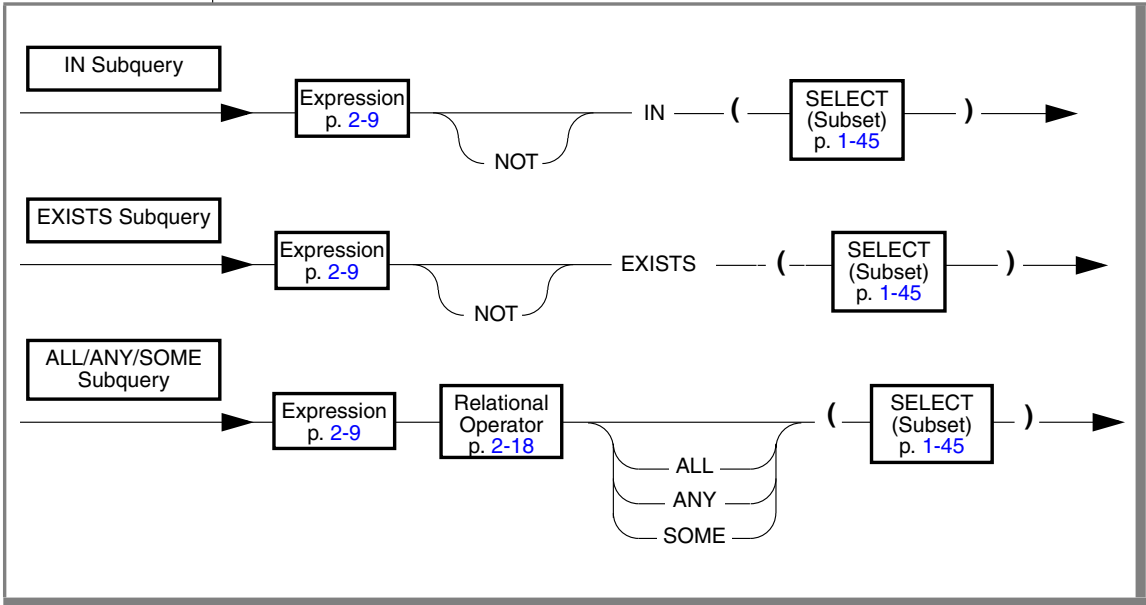 IN Subquery
Expression
p. 2-9
NOT
IN
(
SELECT
(Subset)
p. 1-45
)
EXISTS Subquery
Expression
p. 2-9
NOT
EXISTS
(
SELECT
(Subset)
p. 1-45
)
ALL/ANY/SOME
Subquery
Expression
p. 2-9
Relational
Operator
p. 2-18
ALL
ANY
SOME
(
SELECT
(Subset)
p. 1-45
)